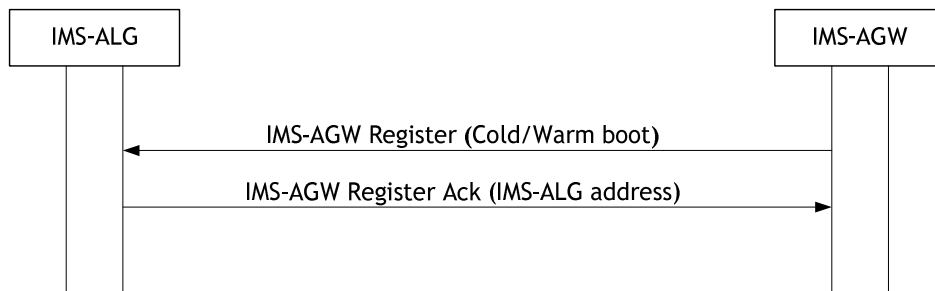 IMS-ALG
IMS-AGW
IMS-AGW Register (Cold/Warm boot)
IMS-AGW Register Ack (IMS-ALG address)